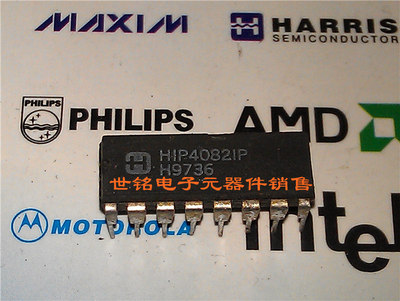 MAXIM
HARRIS
SEMICONDUCTOR
PHILIPS
PHILIPS
AMD
HIP4082IP
H9736
世铭电子元器件销售
MOTOROLA
intel